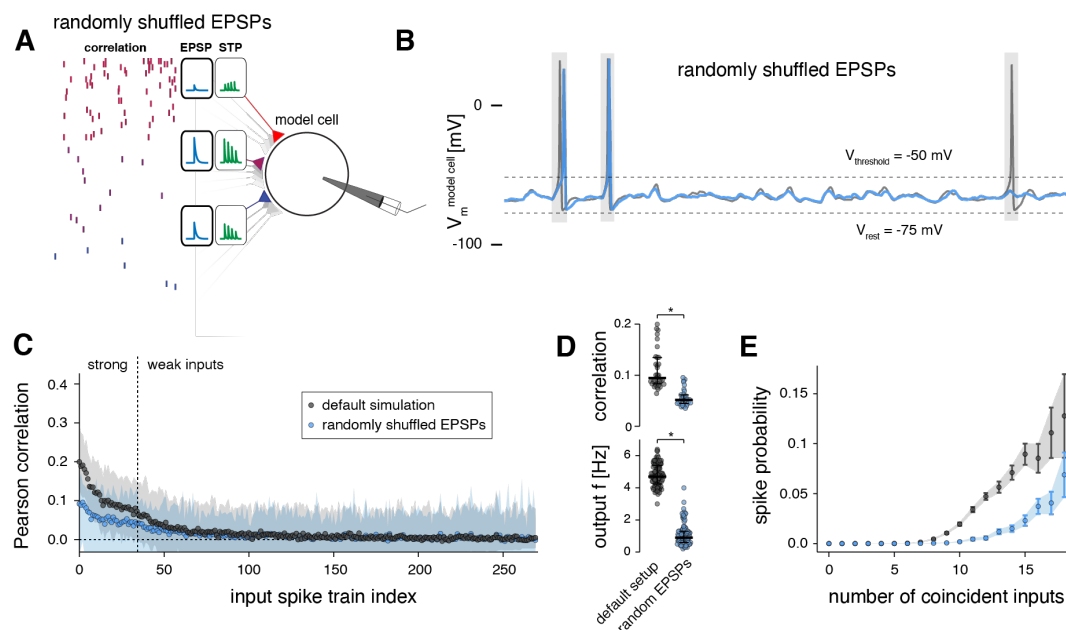 randomly shuffled EPSPs
A
correlation
EPSP
STP
model cell
B
randomly shuffled EPSPs
0
-100
V_m^model cell [mV]
V_threshold = -50 mV
V_rest = -75 mV
C
strong
weak inputs
default simulation
randomly shuffled EPSPs
Pearson correlation
0.4
0.3
0.2
0.1
0.0
0
50
100
150
200
250
input spike train index
D
*
correlation
0.2
0.1
0
*
output f [Hz]
6
4
2
0
default setup
random EPSPs
E
spike probability
0.15
0.1
0.05
0.0
0
5
10
15
number of coincident inputs